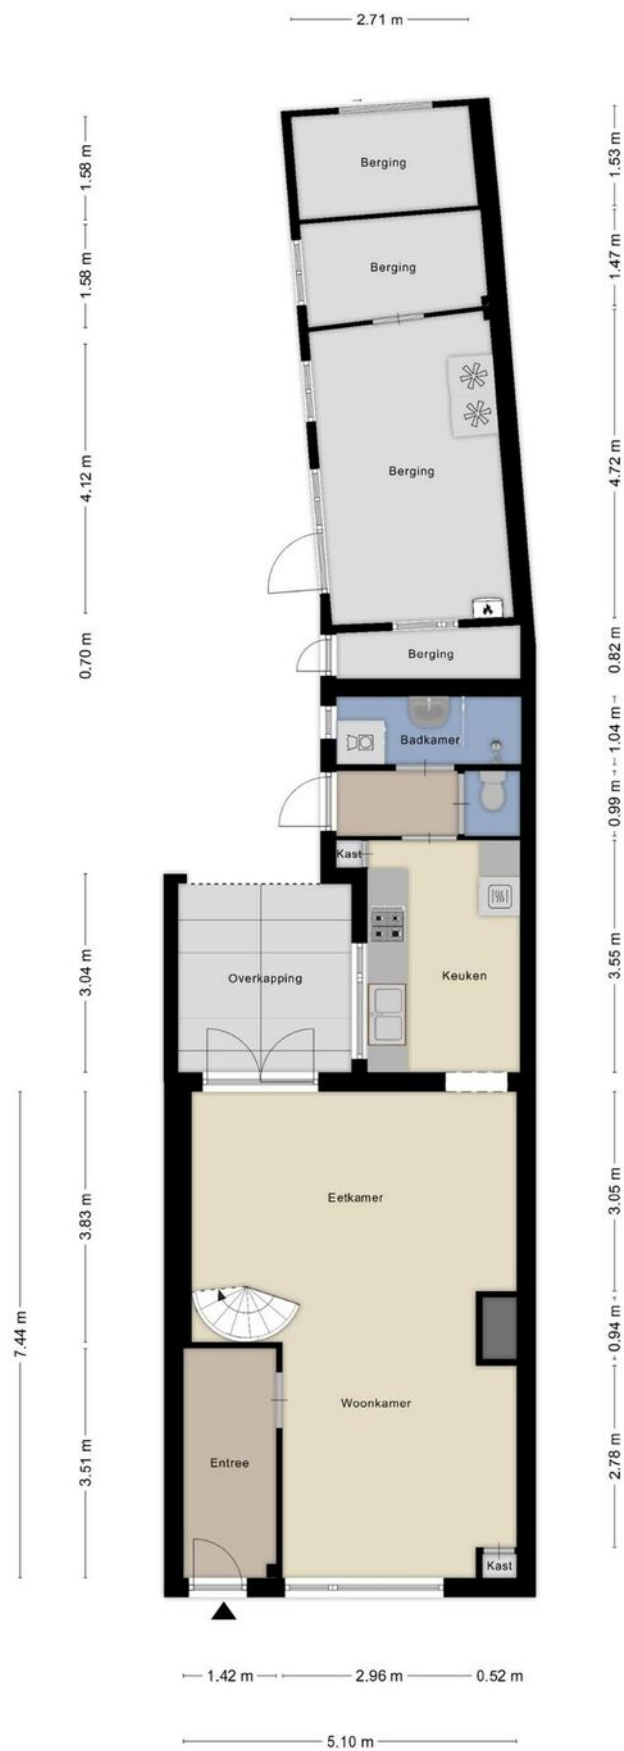 2.71 m
1.58 m
Berging
1.53 m
1.58 m
Berging
1.47 m
4.12 m
Berging
4.72 m
0.70 m
Berging
0.82 m
Badkamer
1.04 m
0.99 m
Kast
3.04 m
Overkapping
Keuken
3.55 m
7.44 m
3.83 m
Eetkamer
3.05 m
0.94 m
Woonkamer
3.51 m
Entree
2.78 m
Kast
1.42 m
2.96 m
0.52 m
5.10 m